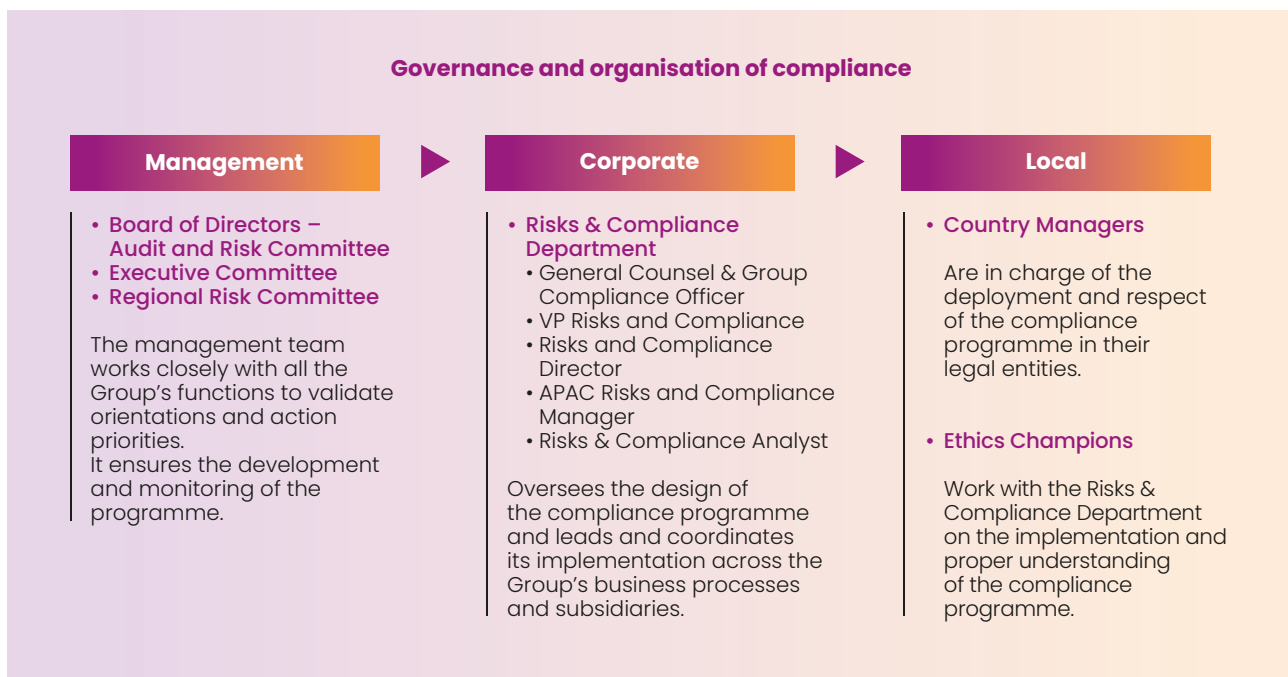 Governance and organisation of compliance
Management
• Board of Directors –
Audit and Risk Committee
• Executive Committee
• Regional Risk Committee
The management team
works closely with all the
Group’s functions to validate
orientations and action
priorities.
It ensures the development
and monitoring of the
programme.
Corporate
• Risks & Compliance
Department
• General Counsel & Group
Compliance Officer
• VP Risks and Compliance
• Risks and Compliance
Director
• APAC Risks and Compliance
Manager
• Risks & Compliance Analyst
Oversees the design of
the compliance programme
and leads and coordinates
its implementation across the
Group’s business processes
and subsidiaries.
Local
• Country Managers
Are in charge of the
deployment and respect
of the compliance
programme in their
legal entities.
• Ethics Champions
Work with the Risks &
Compliance Department
on the implementation and
proper understanding
of the compliance
programme.